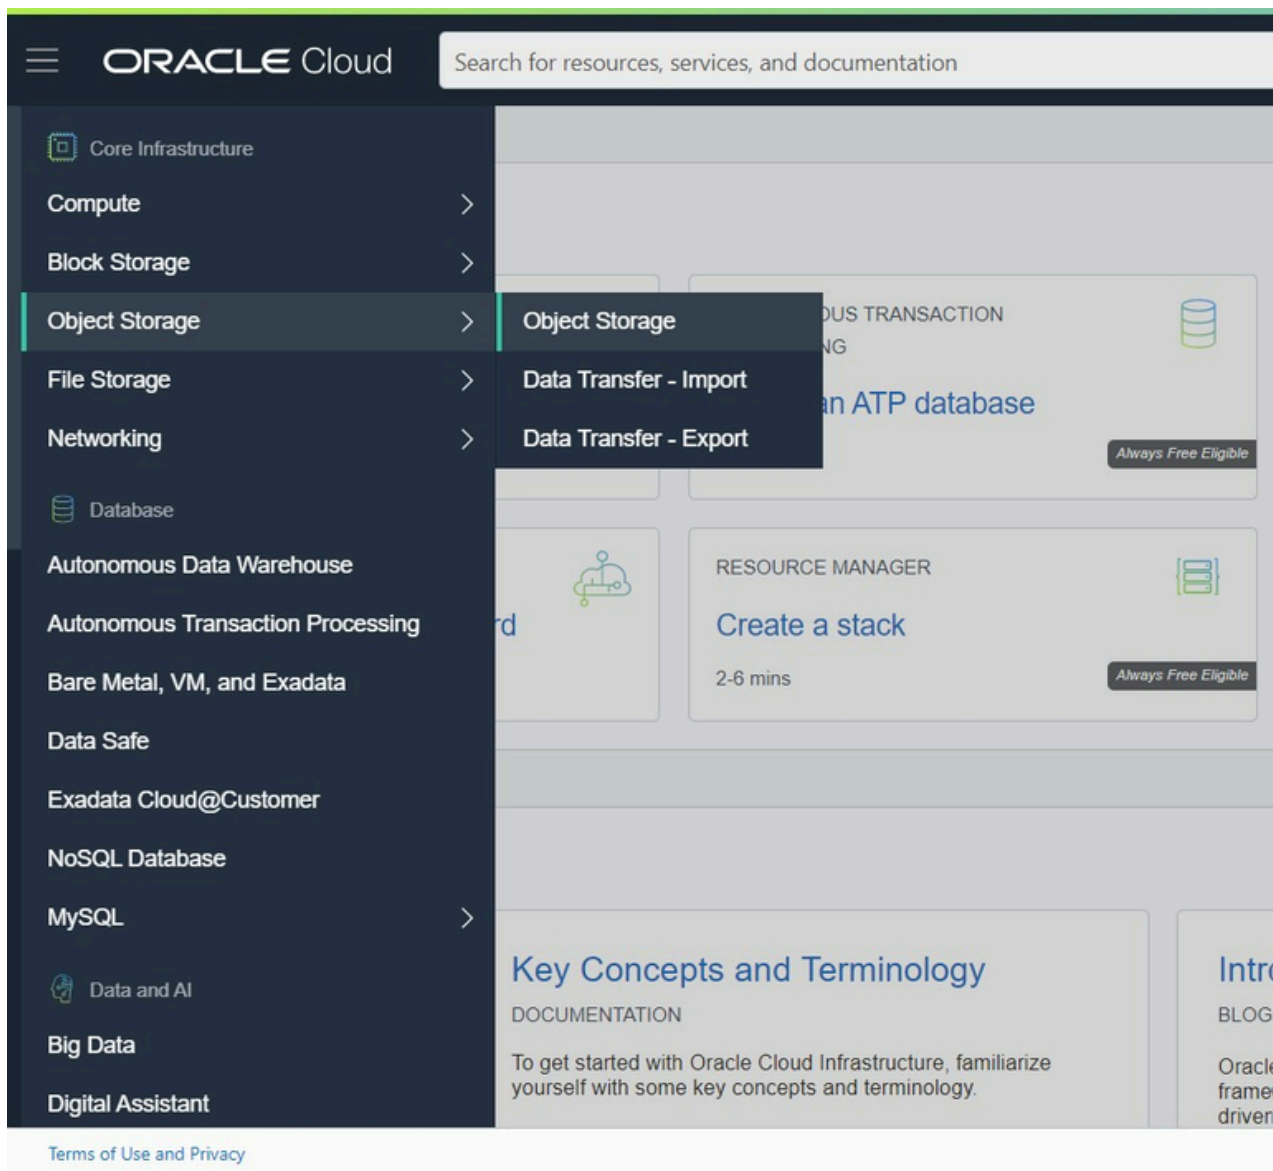 ORACLE Cloud
Search for resources, services, and documentation
Core Infrastructure
Compute
Block Storage
Object Storage
File Storage
Networking
Object Storage
Data Transfer - Import
Data Transfer - Export
Database
Autonomous Data Warehouse
Autonomous Transaction Processing
Bare Metal, VM, and Exadata
Data Safe
Exadata Cloud@Customer
NoSQL Database
MySQL
Data and AI
Big Data
Digital Assistant
TRANSACTION
an ATP database
Always Free Eligible
RESOURCE MANAGER
Create a stack
2-6 mins
Always Free Eligible
Key Concepts and Terminology
DOCUMENTATION
To get started with Oracle Cloud Infrastructure, familiarize
yourself with some key concepts and terminology.
BLOG
Terms of Use and Privacy